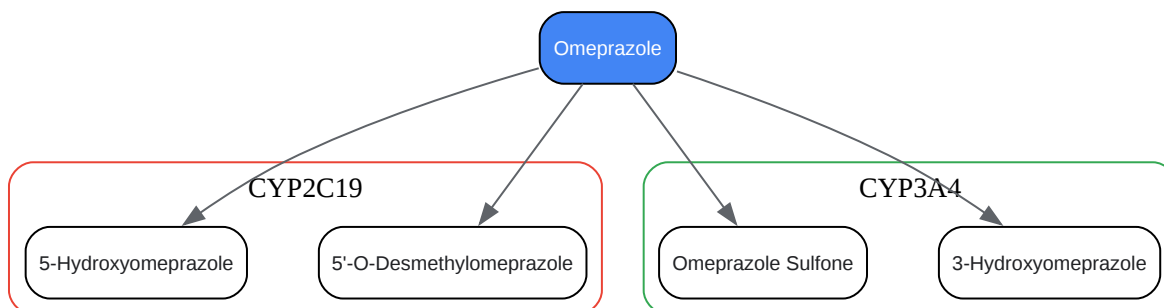 Omeprazole
CYP2C19
CYP3A4
5-Hydroxyomeprazole
5'-O-Desmethylomeprazole
Omeprazole Sulfone
3-Hydroxyomeprazole